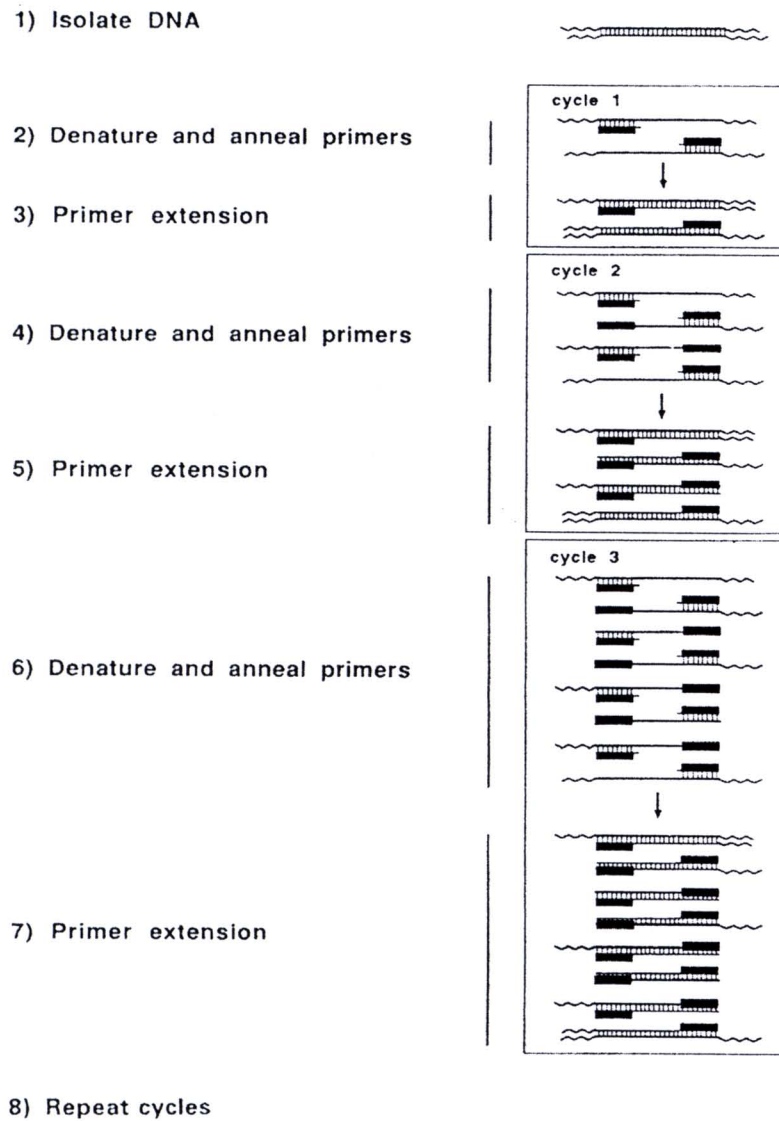 1) Isolate DNA
cycle 1
2) Denature and anneal primers
3) Primer extension
cycle 2
4) Denature and anneal primers
5) Primer extension
cycle 3
6) Denature and anneal primers
7) Primer extension
8) Repeat cycles